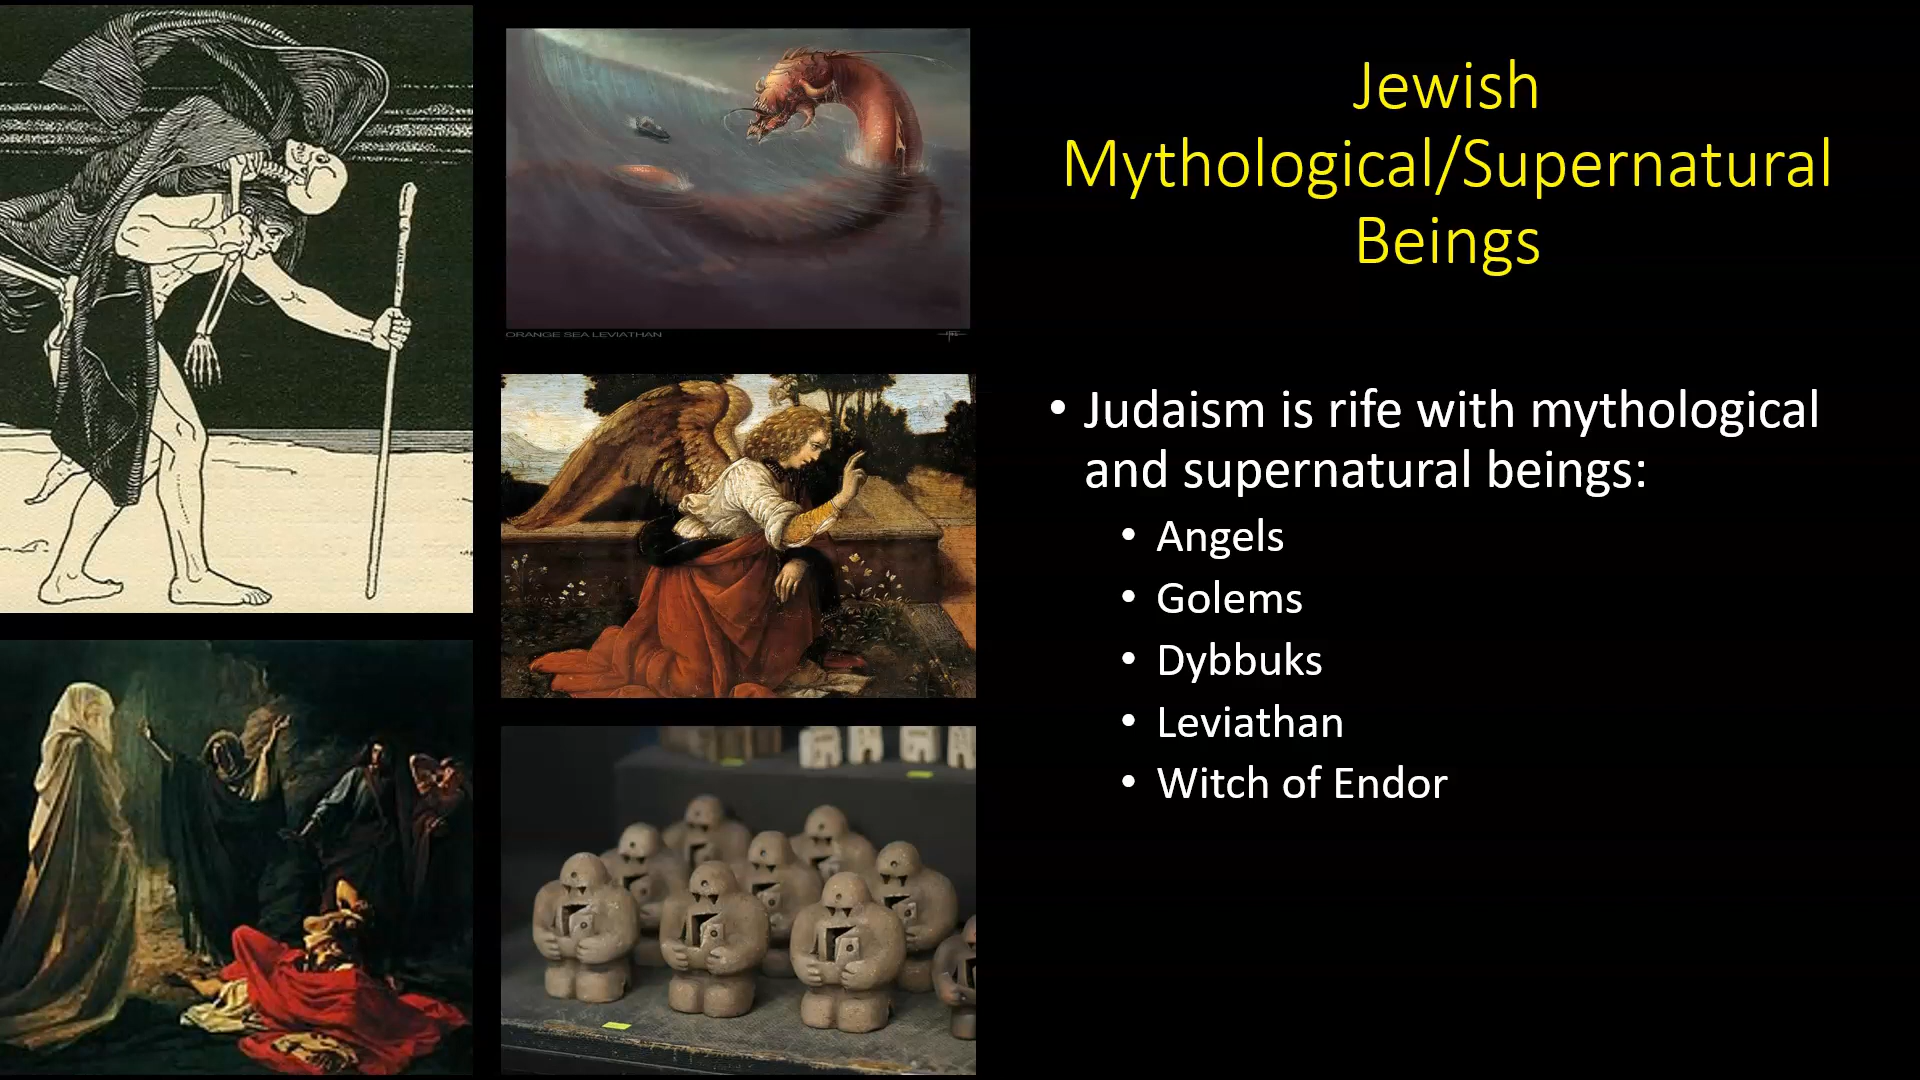 Jewish
Mythological/Supernatural
Beings
• Judaism is rife with mythological
and supernatural beings:
• Angels
• Golems
• Dybbuks
• Leviathan
• Witch of Endor
ORANGE SEA LEVIATHAN